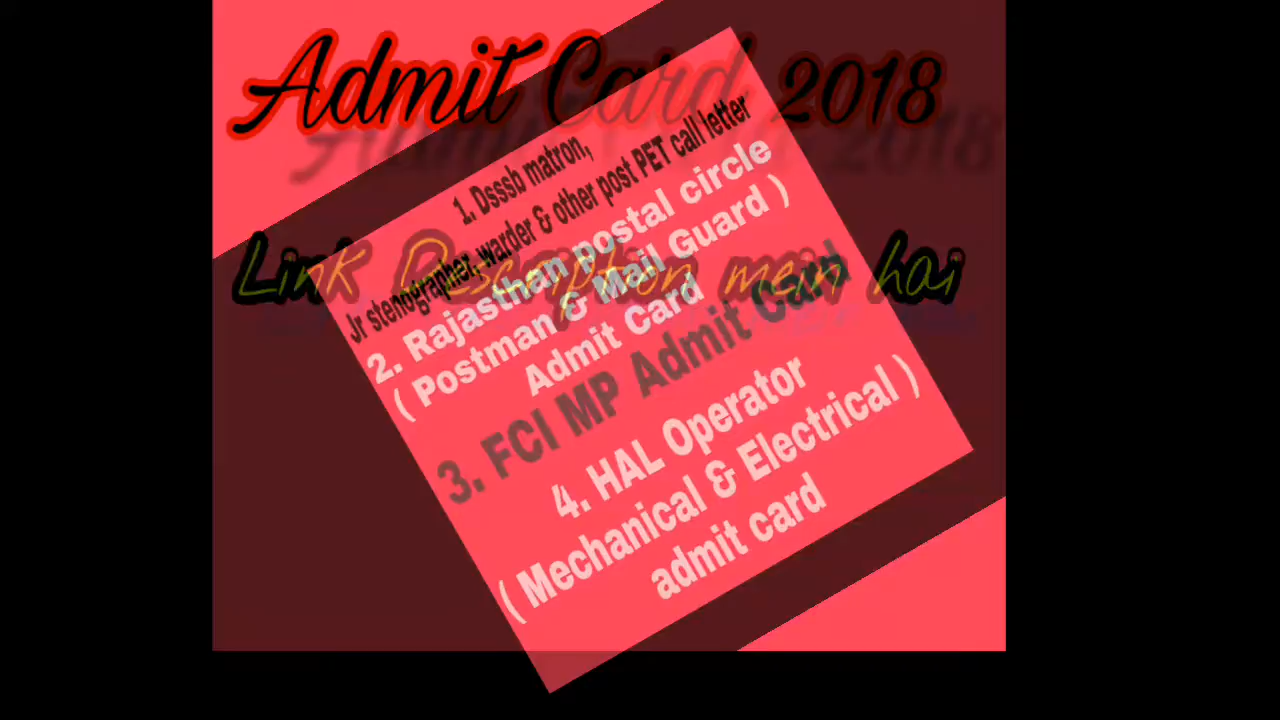 Admit Card 2018
Link Description mein hai
1. Dsssb matron,
Jr stenographer, warder & other post PET call letter
2. Rajasthan postal circle
( Postman & Mail Guard )
Admit Card
3. FCI MP Admit Card
4. HAL Operator
( Mechanical & Electrical )
admit card